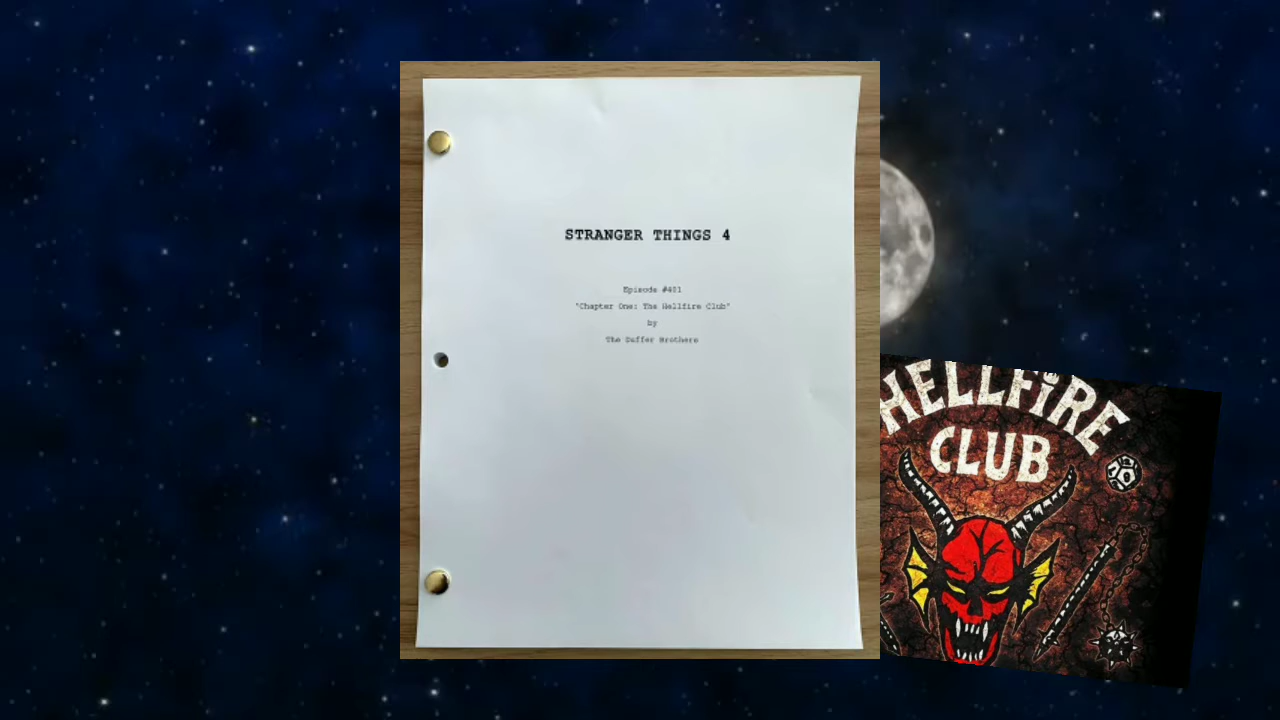 STRANGER THINGS 4
Episode #401
"Chapter One: The Hellfire Club"
by
The Duffer Brothers
HELLFiRE
CLUB